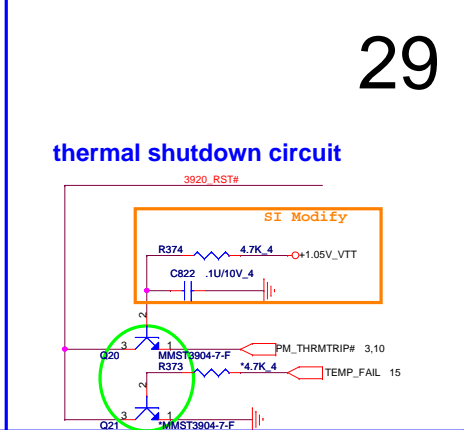 29
thermal shutdown circuit
3920_RST#
SI Modify
R374 4.7K_4
+1.05V_VTT
C822 .1U/10V_4
2
3 1
Q20 MMST3904-7-F
PM_THRMTRIP# 3,10
R373 *4.7K_4
TEMP_FAIL 15
2
3 1
Q21 *MMST3904-7-F